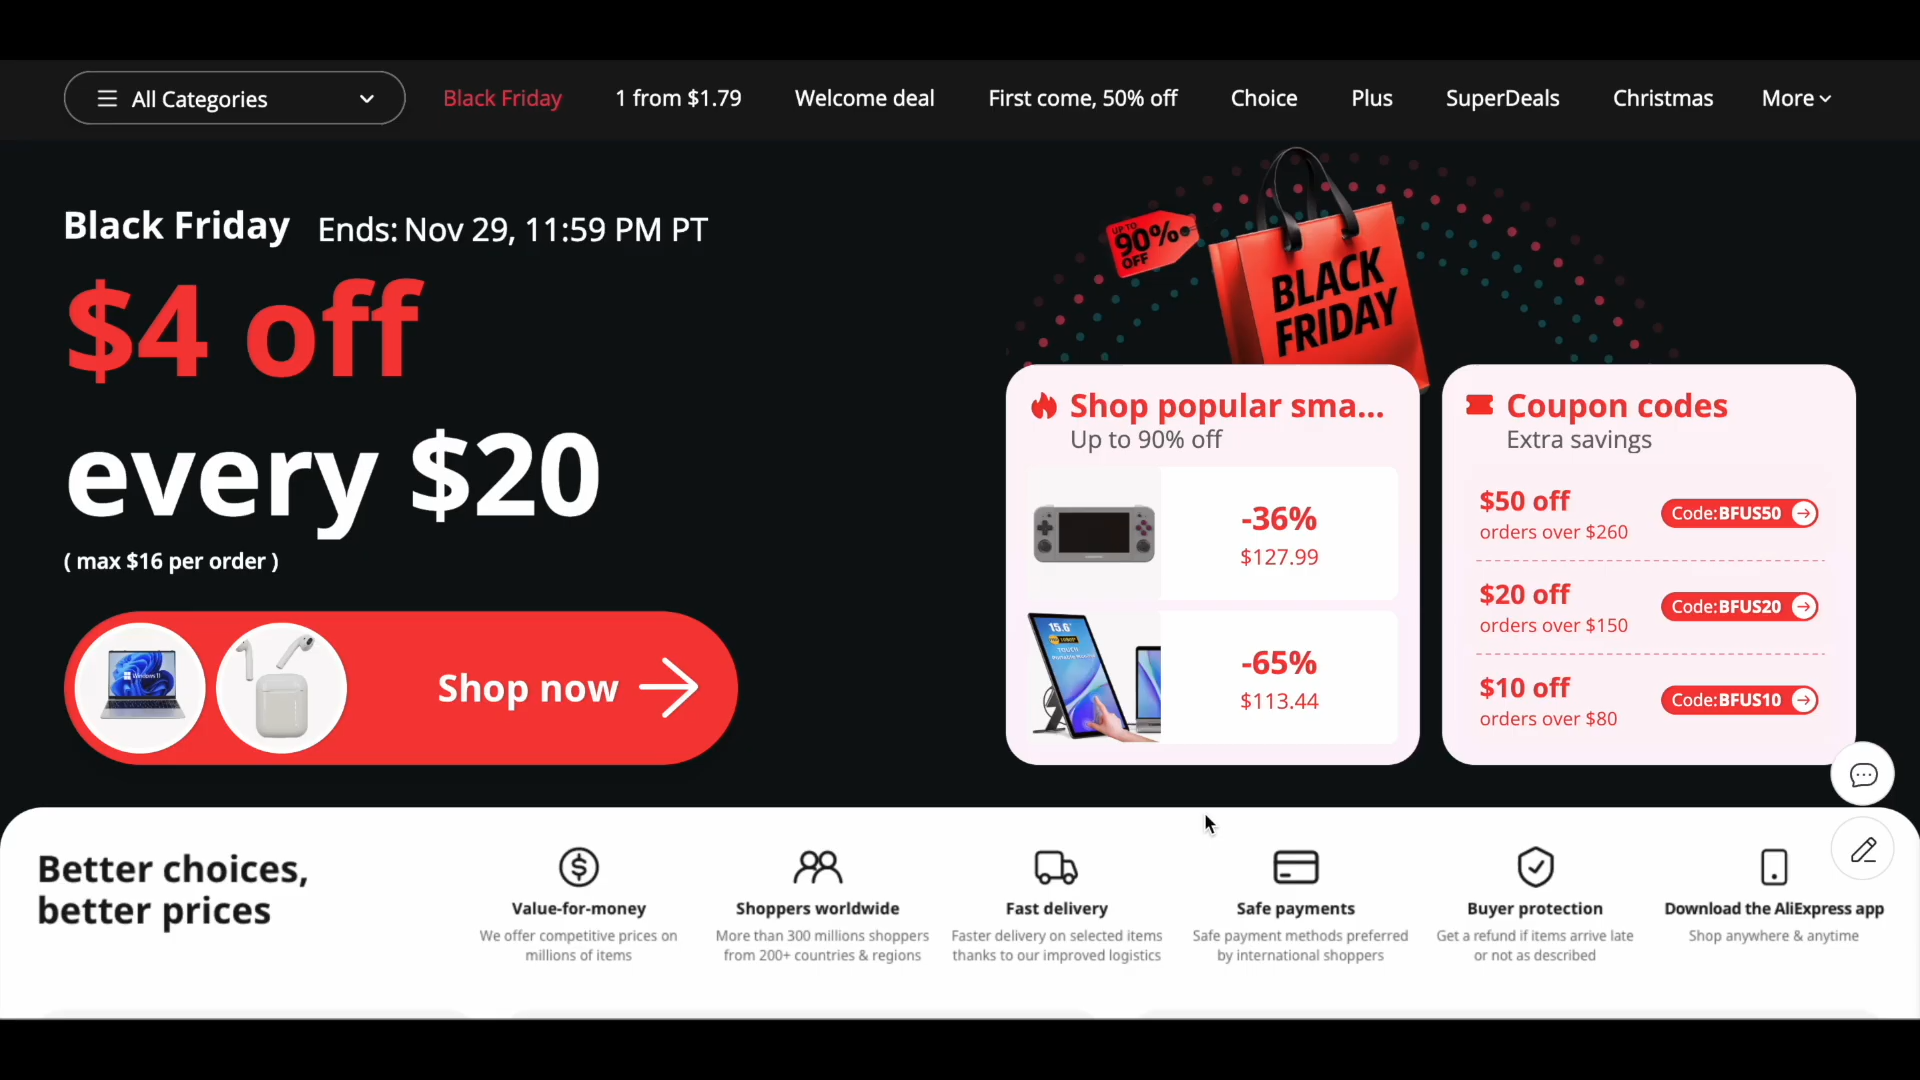 All Categories
Black Friday
1 from $1.79
Welcome deal
First come, 50% off
Choice
Plus
SuperDeals
Christmas
More
Black Friday Ends: Nov 29, 11:59 PM PT
$4 off
every $20
( max $16 per order )
Shop now
UP TO
90%
OFF
BLACK
FRIDAY
Shop popular sma...
Up to 90% off
-36%
$127.99
15.6"
TOUCH
-65%
$113.44
Coupon codes
Extra savings
$50 off
orders over $260
Code:BFUS50
$20 off
orders over $150
Code:BFUS20
$10 off
orders over $80
Code:BFUS10
Better choices,
better prices
Value-for-money
We offer competitive prices on
millions of items
Shoppers worldwide
More than 300 millions shoppers
from 200+ countries & regions
Fast delivery
Faster delivery on selected items
thanks to our improved logistics
Safe payments
Safe payment methods preferred
by international shoppers
Buyer protection
Get a refund if items arrive late
or not as described
Download the AliExpress app
Shop anywhere & anytime